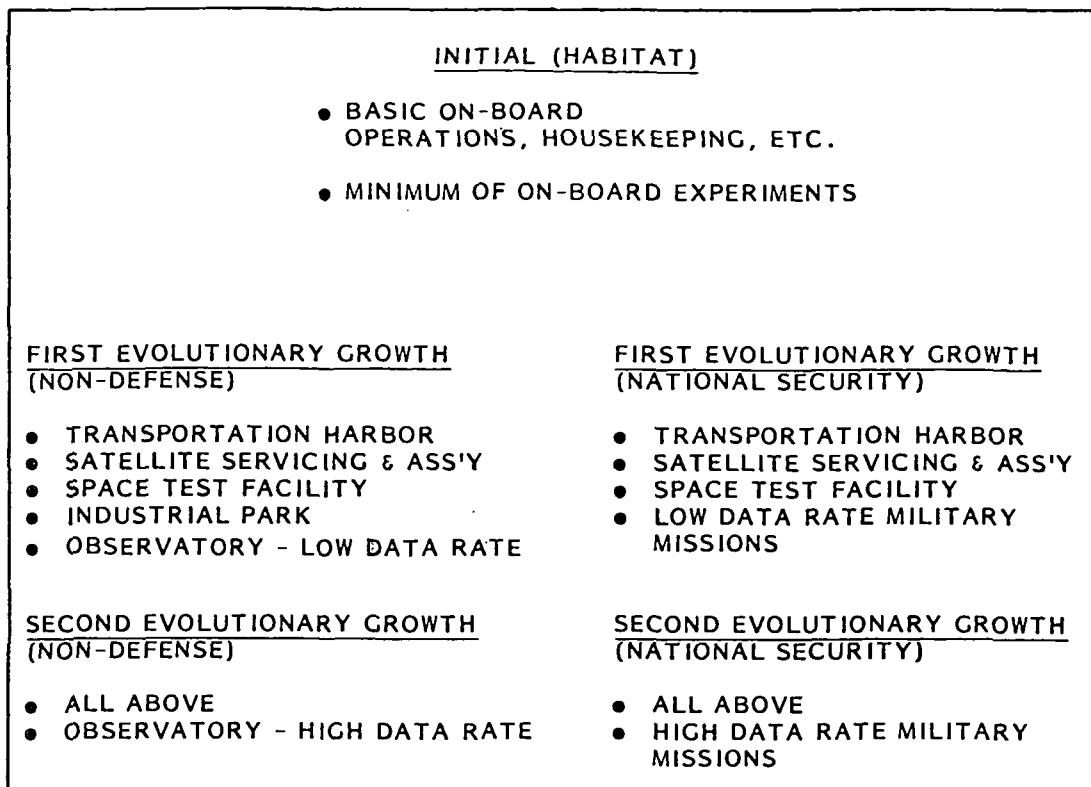 INITIAL (HABITAT)
● BASIC ON-BOARD
OPERATIONS, HOUSEKEEPING, ETC.
● MINIMUM OF ON-BOARD EXPERIMENTS
FIRST EVOLUTIONARY GROWTH
(NON-DEFENSE)
● TRANSPORTATION HARBOR
● SATELLITE SERVICING & ASS'Y
● SPACE TEST FACILITY
● INDUSTRIAL PARK
● OBSERVATORY - LOW DATA RATE
FIRST EVOLUTIONARY GROWTH
(NATIONAL SECURITY)
● TRANSPORTATION HARBOR
● SATELLITE SERVICING & ASS'Y
● SPACE TEST FACILITY
● LOW DATA RATE MILITARY
MISSIONS
SECOND EVOLUTIONARY GROWTH
(NON-DEFENSE)
● ALL ABOVE
● OBSERVATORY - HIGH DATA RATE
SECOND EVOLUTIONARY GROWTH
(NATIONAL SECURITY)
● ALL ABOVE
● HIGH DATA RATE MILITARY
MISSIONS